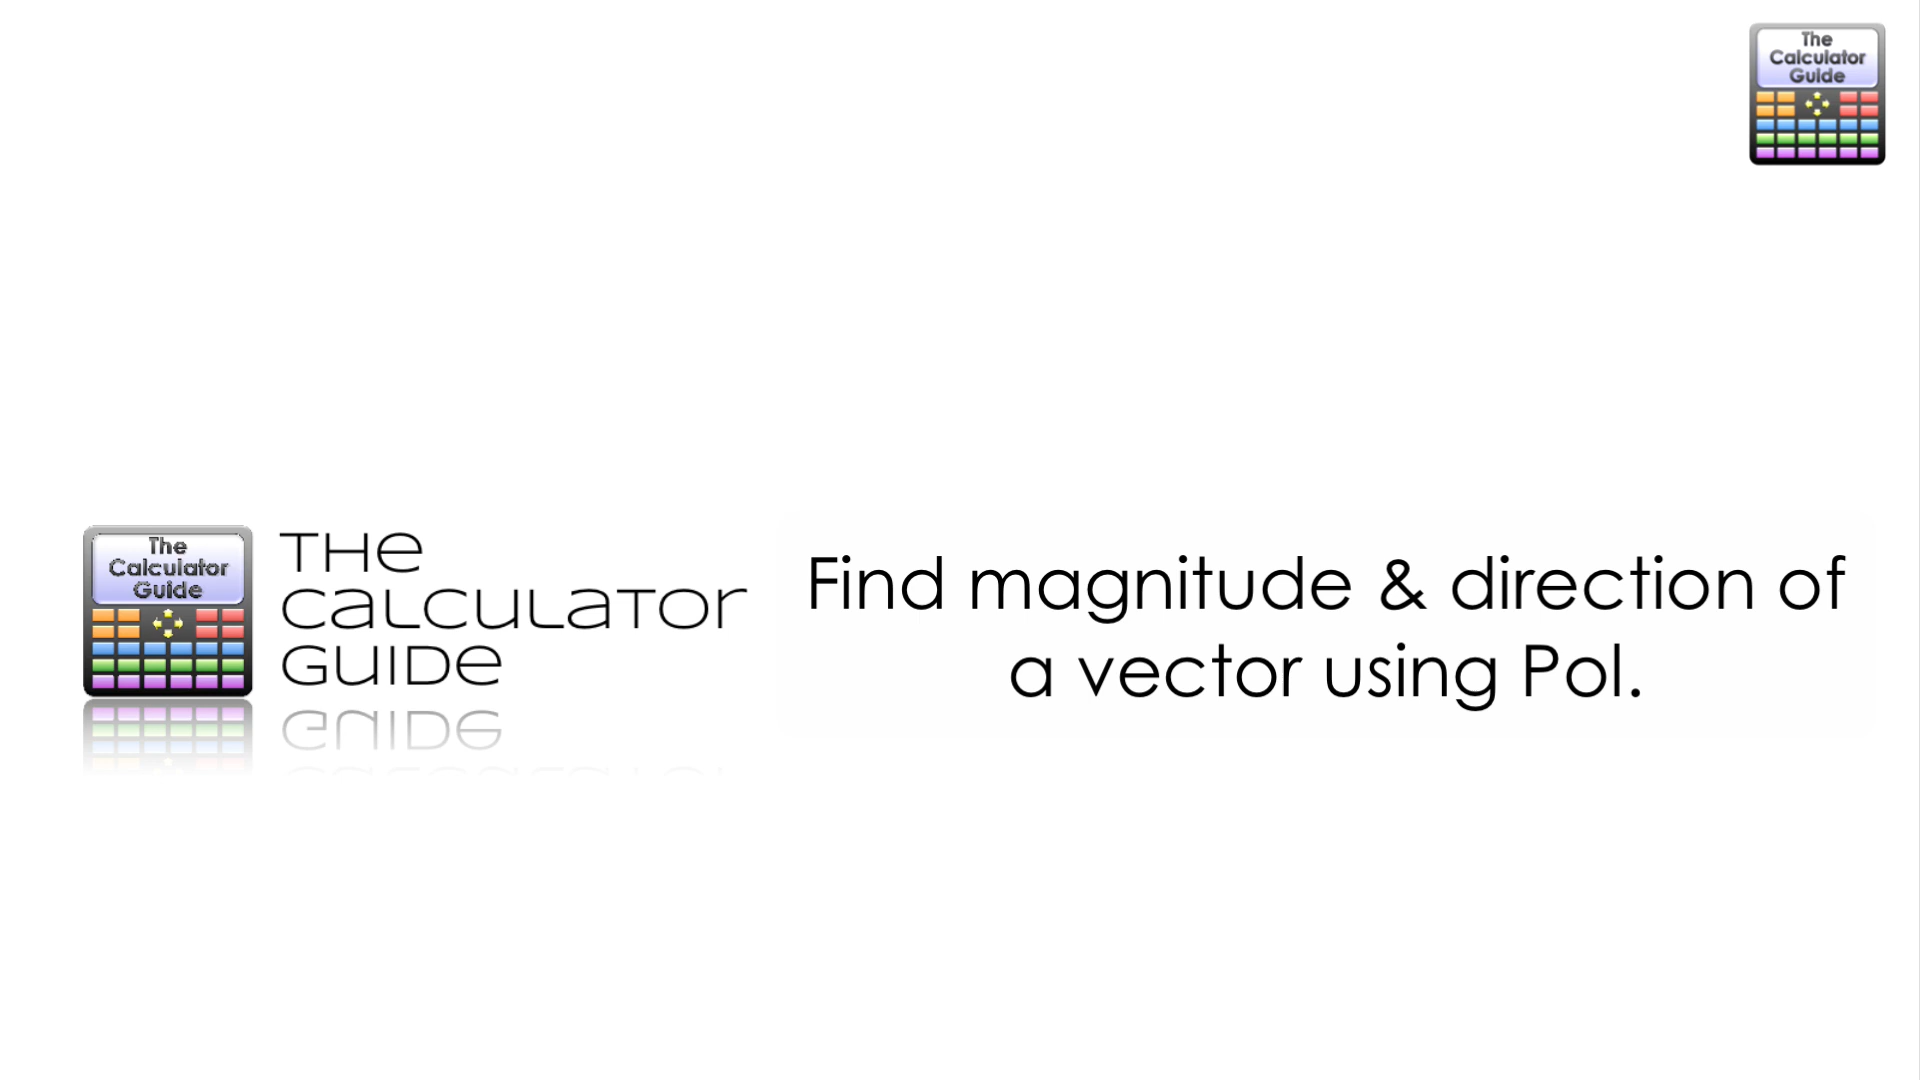 The
Calculator
Guide
The
Calculator
Guide
THE
CALCULATOR
GUIDE
Find magnitude & direction of
a vector using Pol.